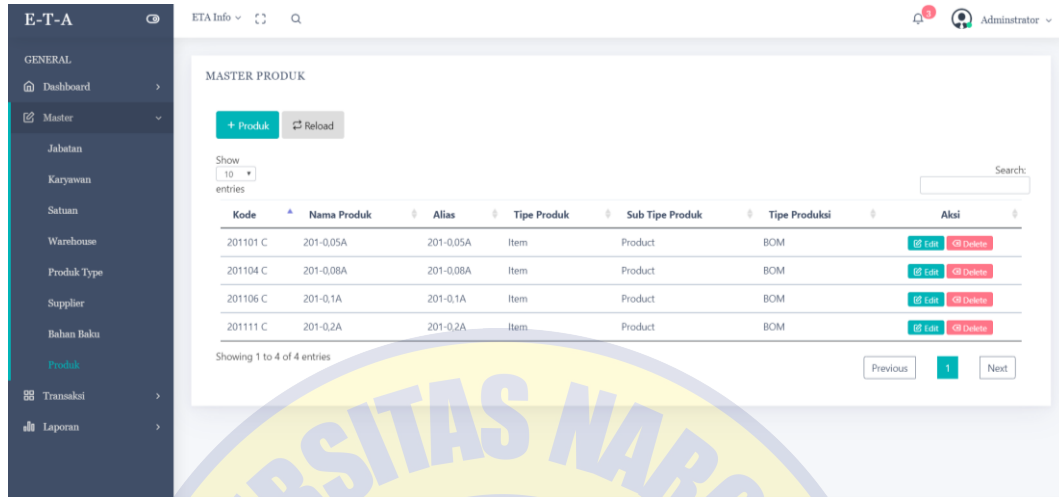 E-T-A
ETA Info
3
Adminstrator
GENERAL
Dashboard
Master
Jabatan
Karyawan
Satuan
Warehouse
Produk Type
Supplier
Bahan Baku
Produk
Transaksi
Laporan
MASTER PRODUK
+ Produk Reload
Show
10
entries
Search:
Kode Nama Produk Alias Tipe Produk Sub Tipe Produk Tipe Produksi Aksi
201101 C 201-0,05A 201-0,05A Item Product BOM Edit Delete
201104 C 201-0,08A 201-0,08A Item Product BOM Edit Delete
201106 C 201-0,1A 201-0,1A Item Product BOM Edit Delete
201111 C 201-0,2A 201-0,2A Item Product BOM Edit Delete
Showing 1 to 4 of 4 entries
Previous 1 Next